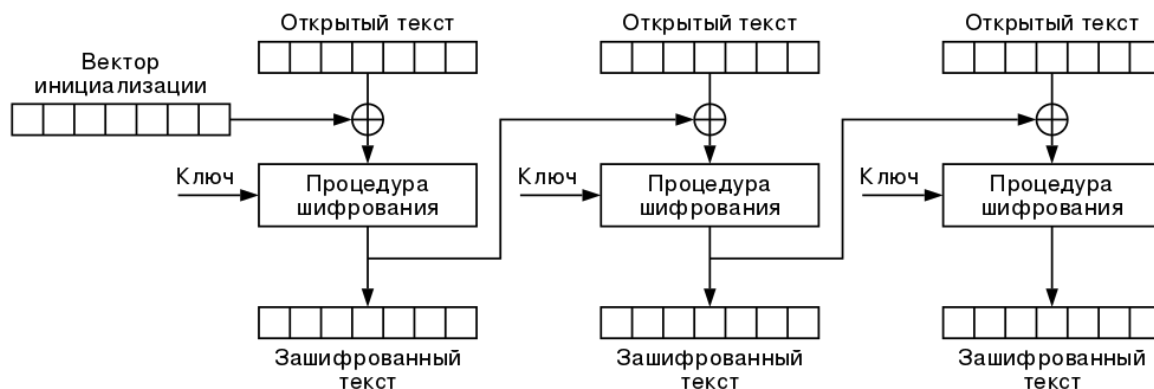 Открытый текст
Открытый текст
Открытый текст
Вектор
инициализации
Ключ
Процедура
шифрования
Ключ
Процедура
шифрования
Ключ
Процедура
шифрования
Зашифрованный
текст
Зашифрованный
текст
Зашифрованный
текст